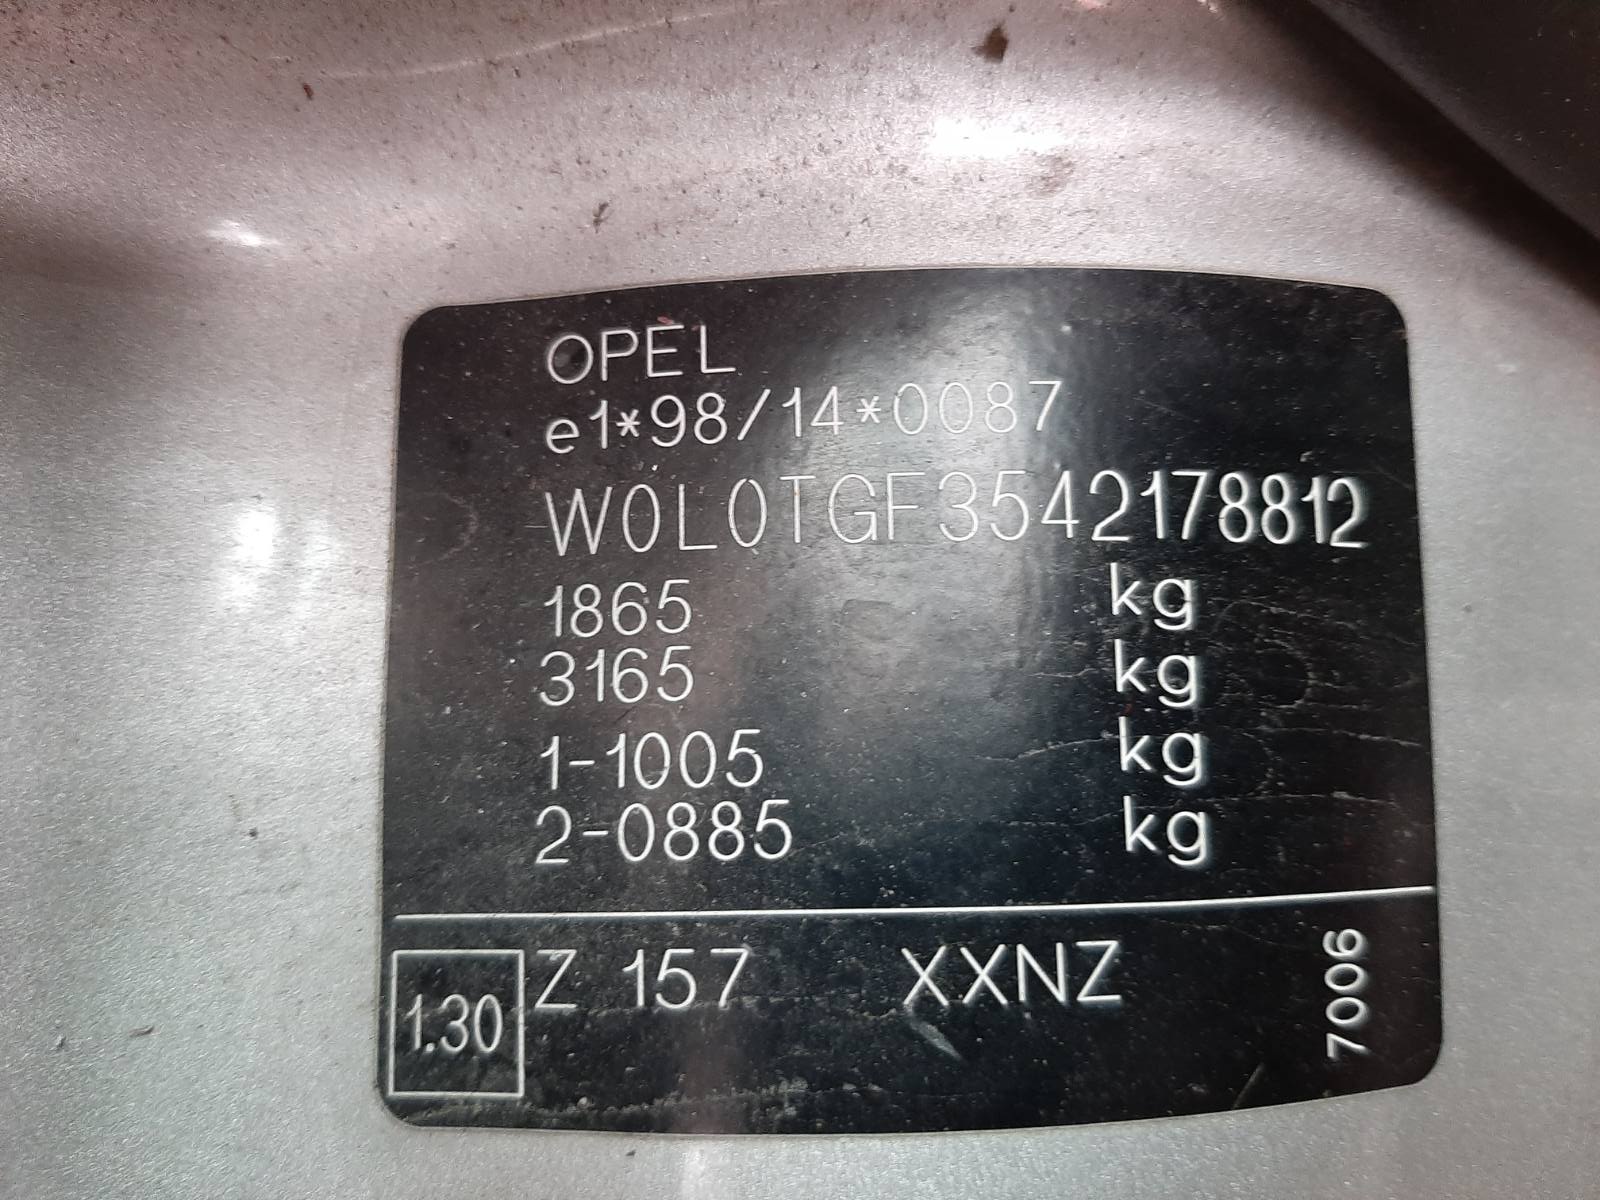 OPEL
e1*98/14*0087
W0L0TGF3542178812
1865 kg
3165 kg
1-1005 kg
2-0885 kg
1.30 Z 157 XXNZ 7006